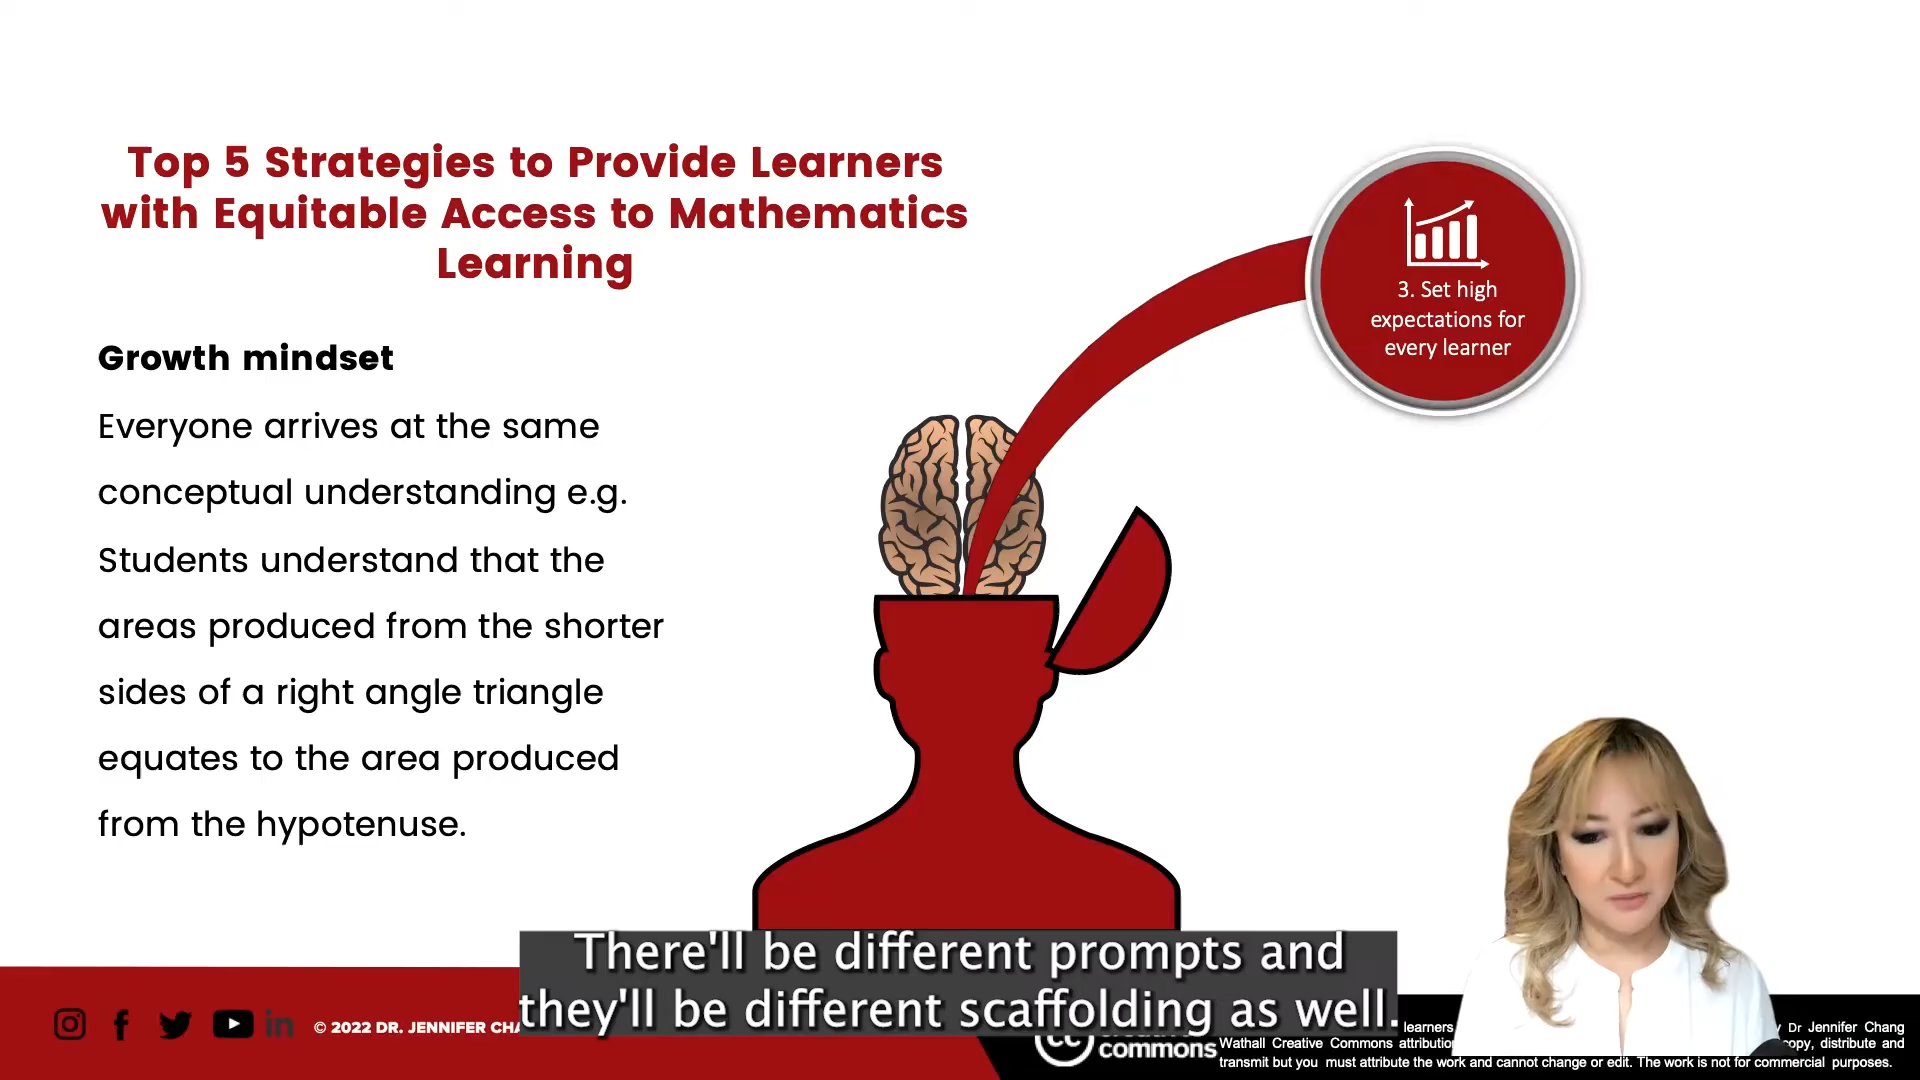 Top 5 Strategies to Provide Learners
with Equitable Access to Mathematics
Learning
Growth mindset
Everyone arrives at the same
conceptual understanding e.g.
Students understand that the
areas produced from the shorter
sides of a right angle triangle
equates to the area produced
from the hypotenuse.
3. Set high
expectations for
every learner
There'll be different prompts and
they'll be different scaffolding as well.
© 2022 DR. JENNIFER
cc
commons
learners Dr Jennifer Chang
Wathall Creative Commons copy, distribute and
transmit but you must attribute the work and cannot change or edit. The work is not for commercial purposes.